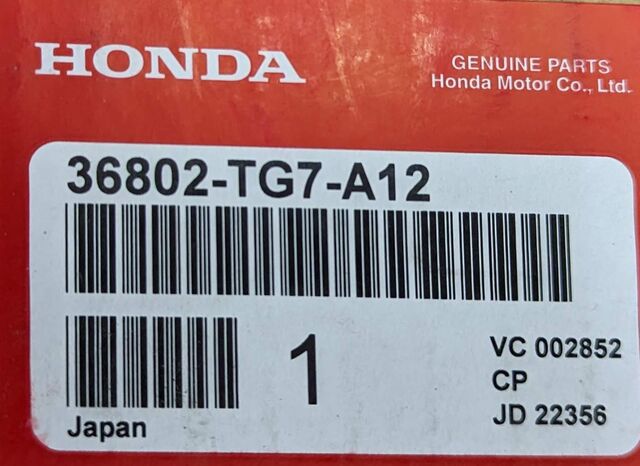 HONDA
GENUINE PARTS
Honda Motor Co., Ltd.
36802-TG7-A12
1
VC 002852
CP
JD 22356
Japan